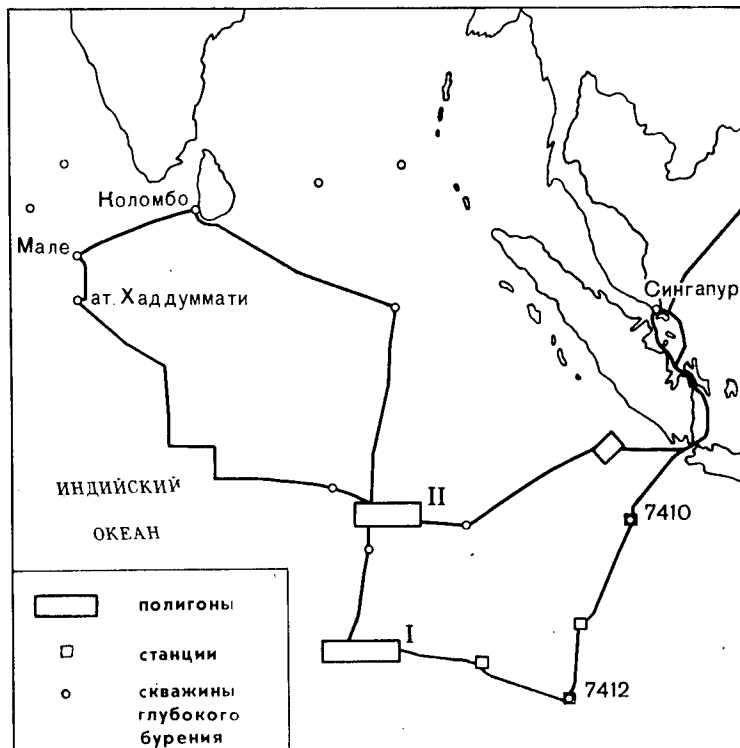 Коломбо
Мале
ат. Хаддуммати
Сингапур
ИНДИЙСКИЙ
ОКЕАН
II
7410
I
7412
полигоны
станции
скважины
глубокого
бурения